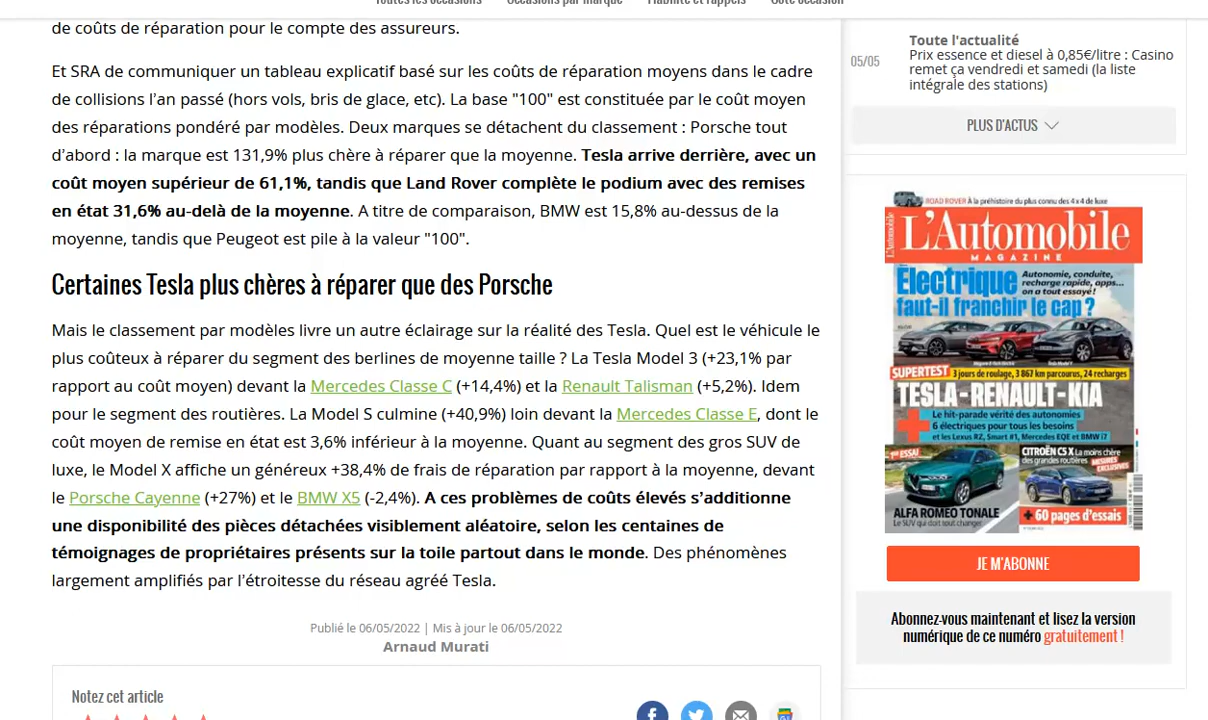 Toutes les occasions Occasions par marque Fiabilité et rappels Cote occasion
de coûts de réparation pour le compte des assureurs.
Et SRA de communiquer un tableau explicatif basé sur les coûts de réparation moyens dans le cadre
de collisions l’an passé (hors vols, bris de glace, etc). La base "100" est constituée par le coût moyen
des réparations pondéré par modèles. Deux marques se détachent du classement : Porsche tout
d’abord : la marque est 131,9% plus chère à réparer que la moyenne. Tesla arrive derrière, avec un
coût moyen supérieur de 61,1%, tandis que Land Rover complète le podium avec des remises
en état 31,6% au-delà de la moyenne. A titre de comparaison, BMW est 15,8% au-dessus de la
moyenne, tandis que Peugeot est pile à la valeur "100".
Certaines Tesla plus chères à réparer que des Porsche
Mais le classement par modèles livre un autre éclairage sur la réalité des Tesla. Quel est le véhicule le
plus coûteux à réparer du segment des berlines de moyenne taille ? La Tesla Model 3 (+23,1% par
rapport au coût moyen) devant la Mercedes Classe C (+14,4%) et la Renault Talisman (+5,2%). Idem
pour le segment des routières. La Model S culmine (+40,9%) loin devant la Mercedes Classe E, dont le
coût moyen de remise en état est 3,6% inférieur à la moyenne. Quant au segment des gros SUV de
luxe, le Model X affiche un généreux +38,4% de frais de réparation par rapport à la moyenne, devant
le Porsche Cayenne (+27%) et le BMW X5 (-2,4%). A ces problèmes de coûts élevés s’additionne
une disponibilité des pièces détachées visiblement aléatoire, selon les centaines de
témoignages de propriétaires présents sur la toile partout dans le monde. Des phénomènes
largement amplifiés par l’étroitesse du réseau agréé Tesla.
Publié le 06/05/2022 | Mis à jour le 06/05/2022
Arnaud Murati
Notez cet article
05/05
Toute l'actualité
Prix essence et diesel à 0,85€/litre : Casino
remet ça vendredi et samedi (la liste
intégrale des stations)
PLUS D'ACTUS
ROAD ROVER À la préhistoire du plus connu des 4x4 de luxe
L'Automobile
MAGAZINE
Électrique
Autonomie, conduite,
recharge rapide, apps...
on a tout essayé !
faut-il franchir le cap ?
SUPERTEST 3 jours de roulage, 3 867 km parcourus, 24 recharges
TESLA-RENAULT-KIA
Le hit-parade vérité des autonomies
6 électriques pour tous les besoins
et les Lexus RZ, Smart #1, Mercedes EQE et BMW i7
1er ESSAI
CITROËN C5 X La moins chère
des grandes routières MESURES
EXCLUSIVES
ALFA ROMEO TONALE
Le SUV qui doit tout changer
+ 60 pages d'essais
JE M'ABONNE
Abonnez-vous maintenant et lisez la version
numérique de ce numéro gratuitement !